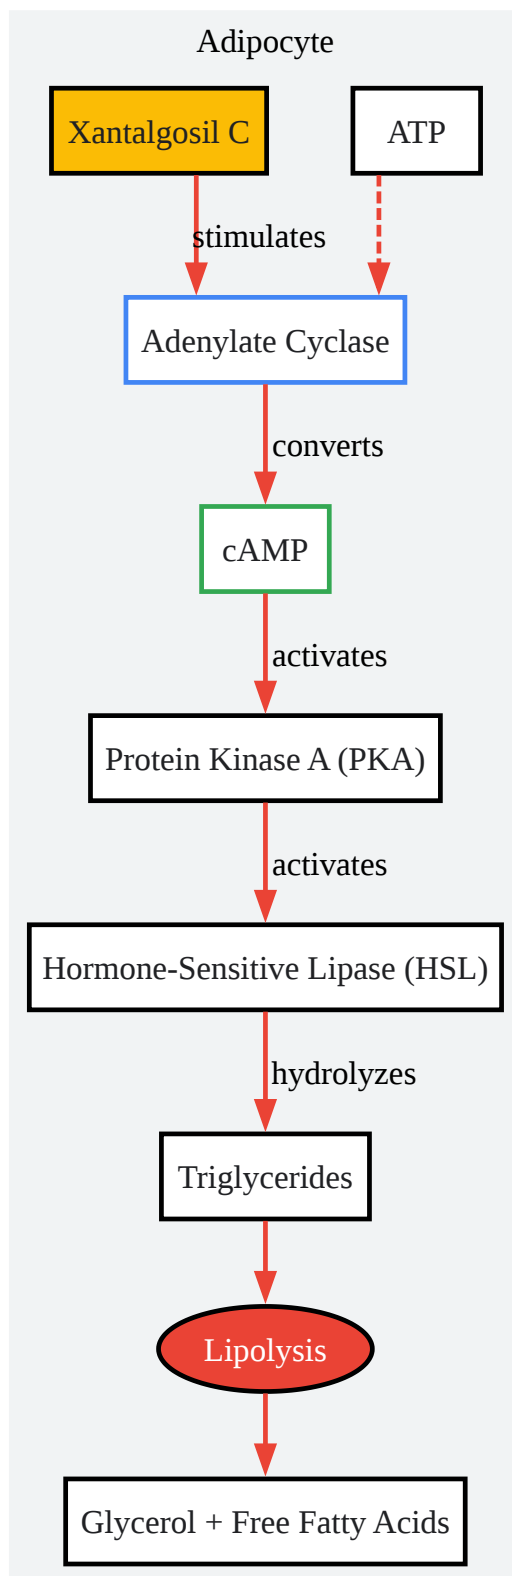 Adipocyte
Xantalgosil C
ATP
stimulates
Adenylate Cyclase
converts
cAMP
activates
Protein Kinase A (PKA)
activates
Hormone-Sensitive Lipase (HSL)
hydrolyzes
Triglycerides
Lipolysis
Glycerol + Free Fatty Acids